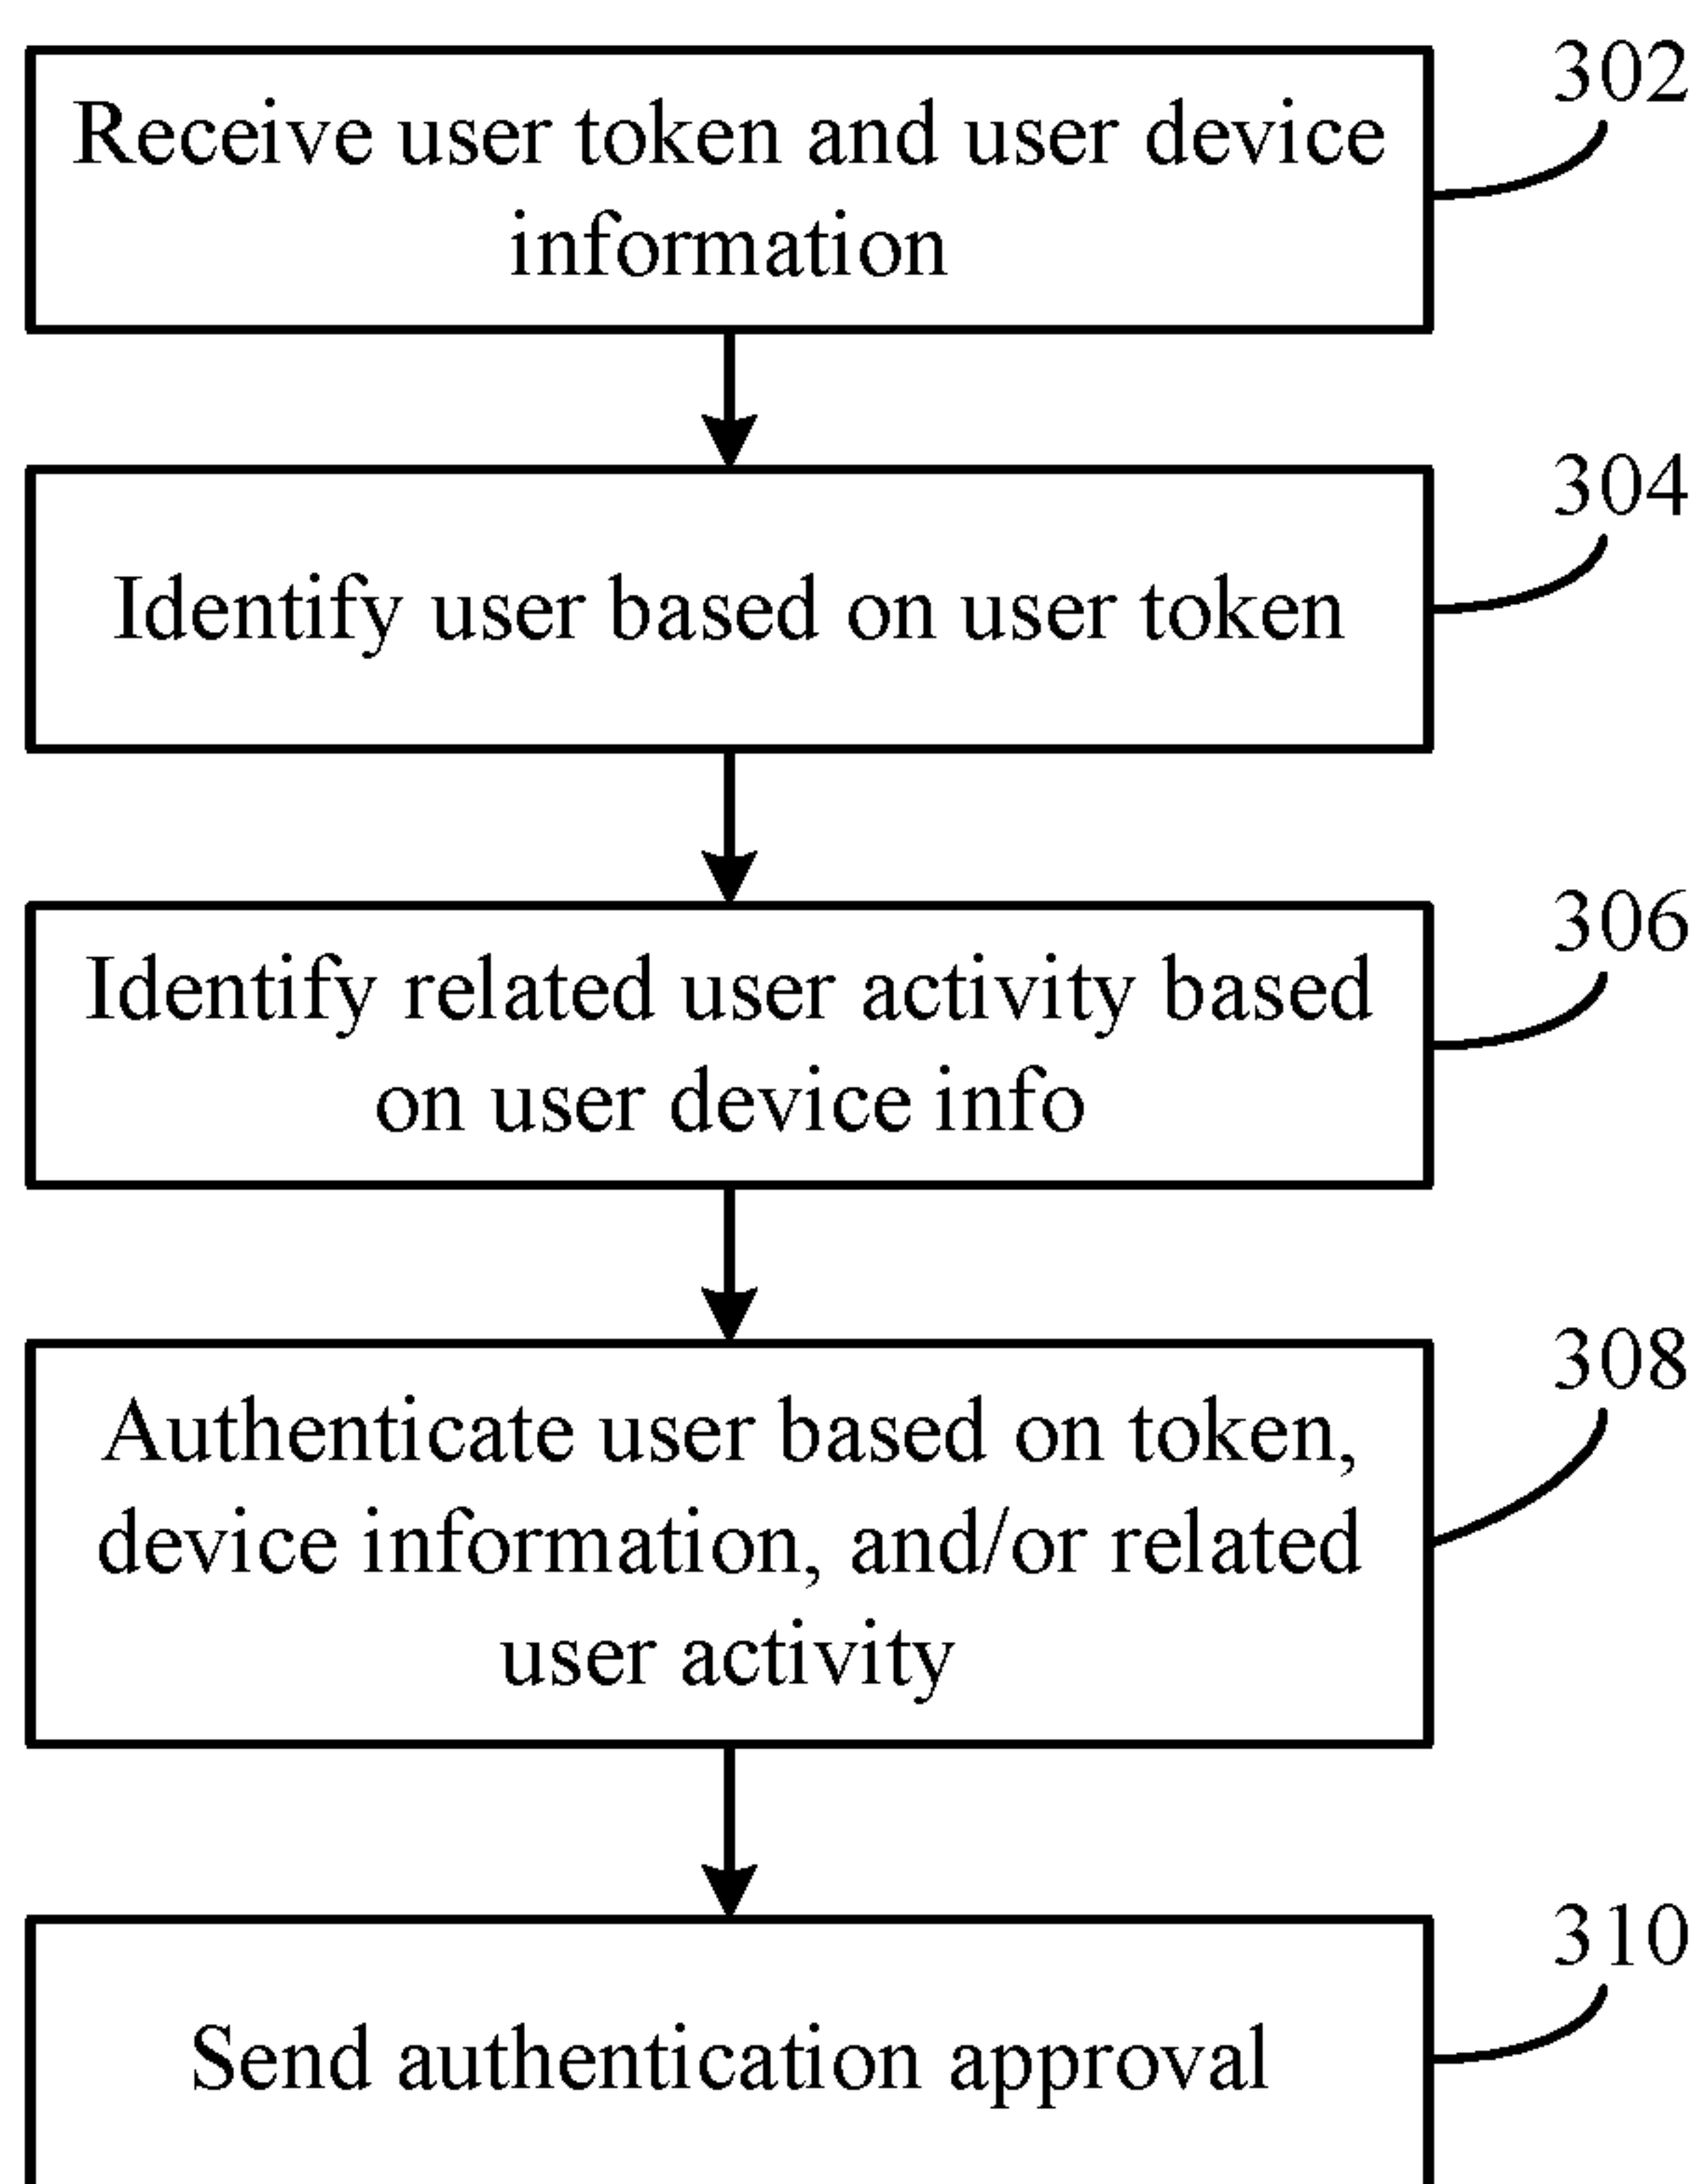 302
Receive user token and user device
information
304
Identify user based on user token
306
Identify related user activity based
on user device info
308
Authenticate user based on token,
device information, and/or related
user activity
310
Send authentication approval